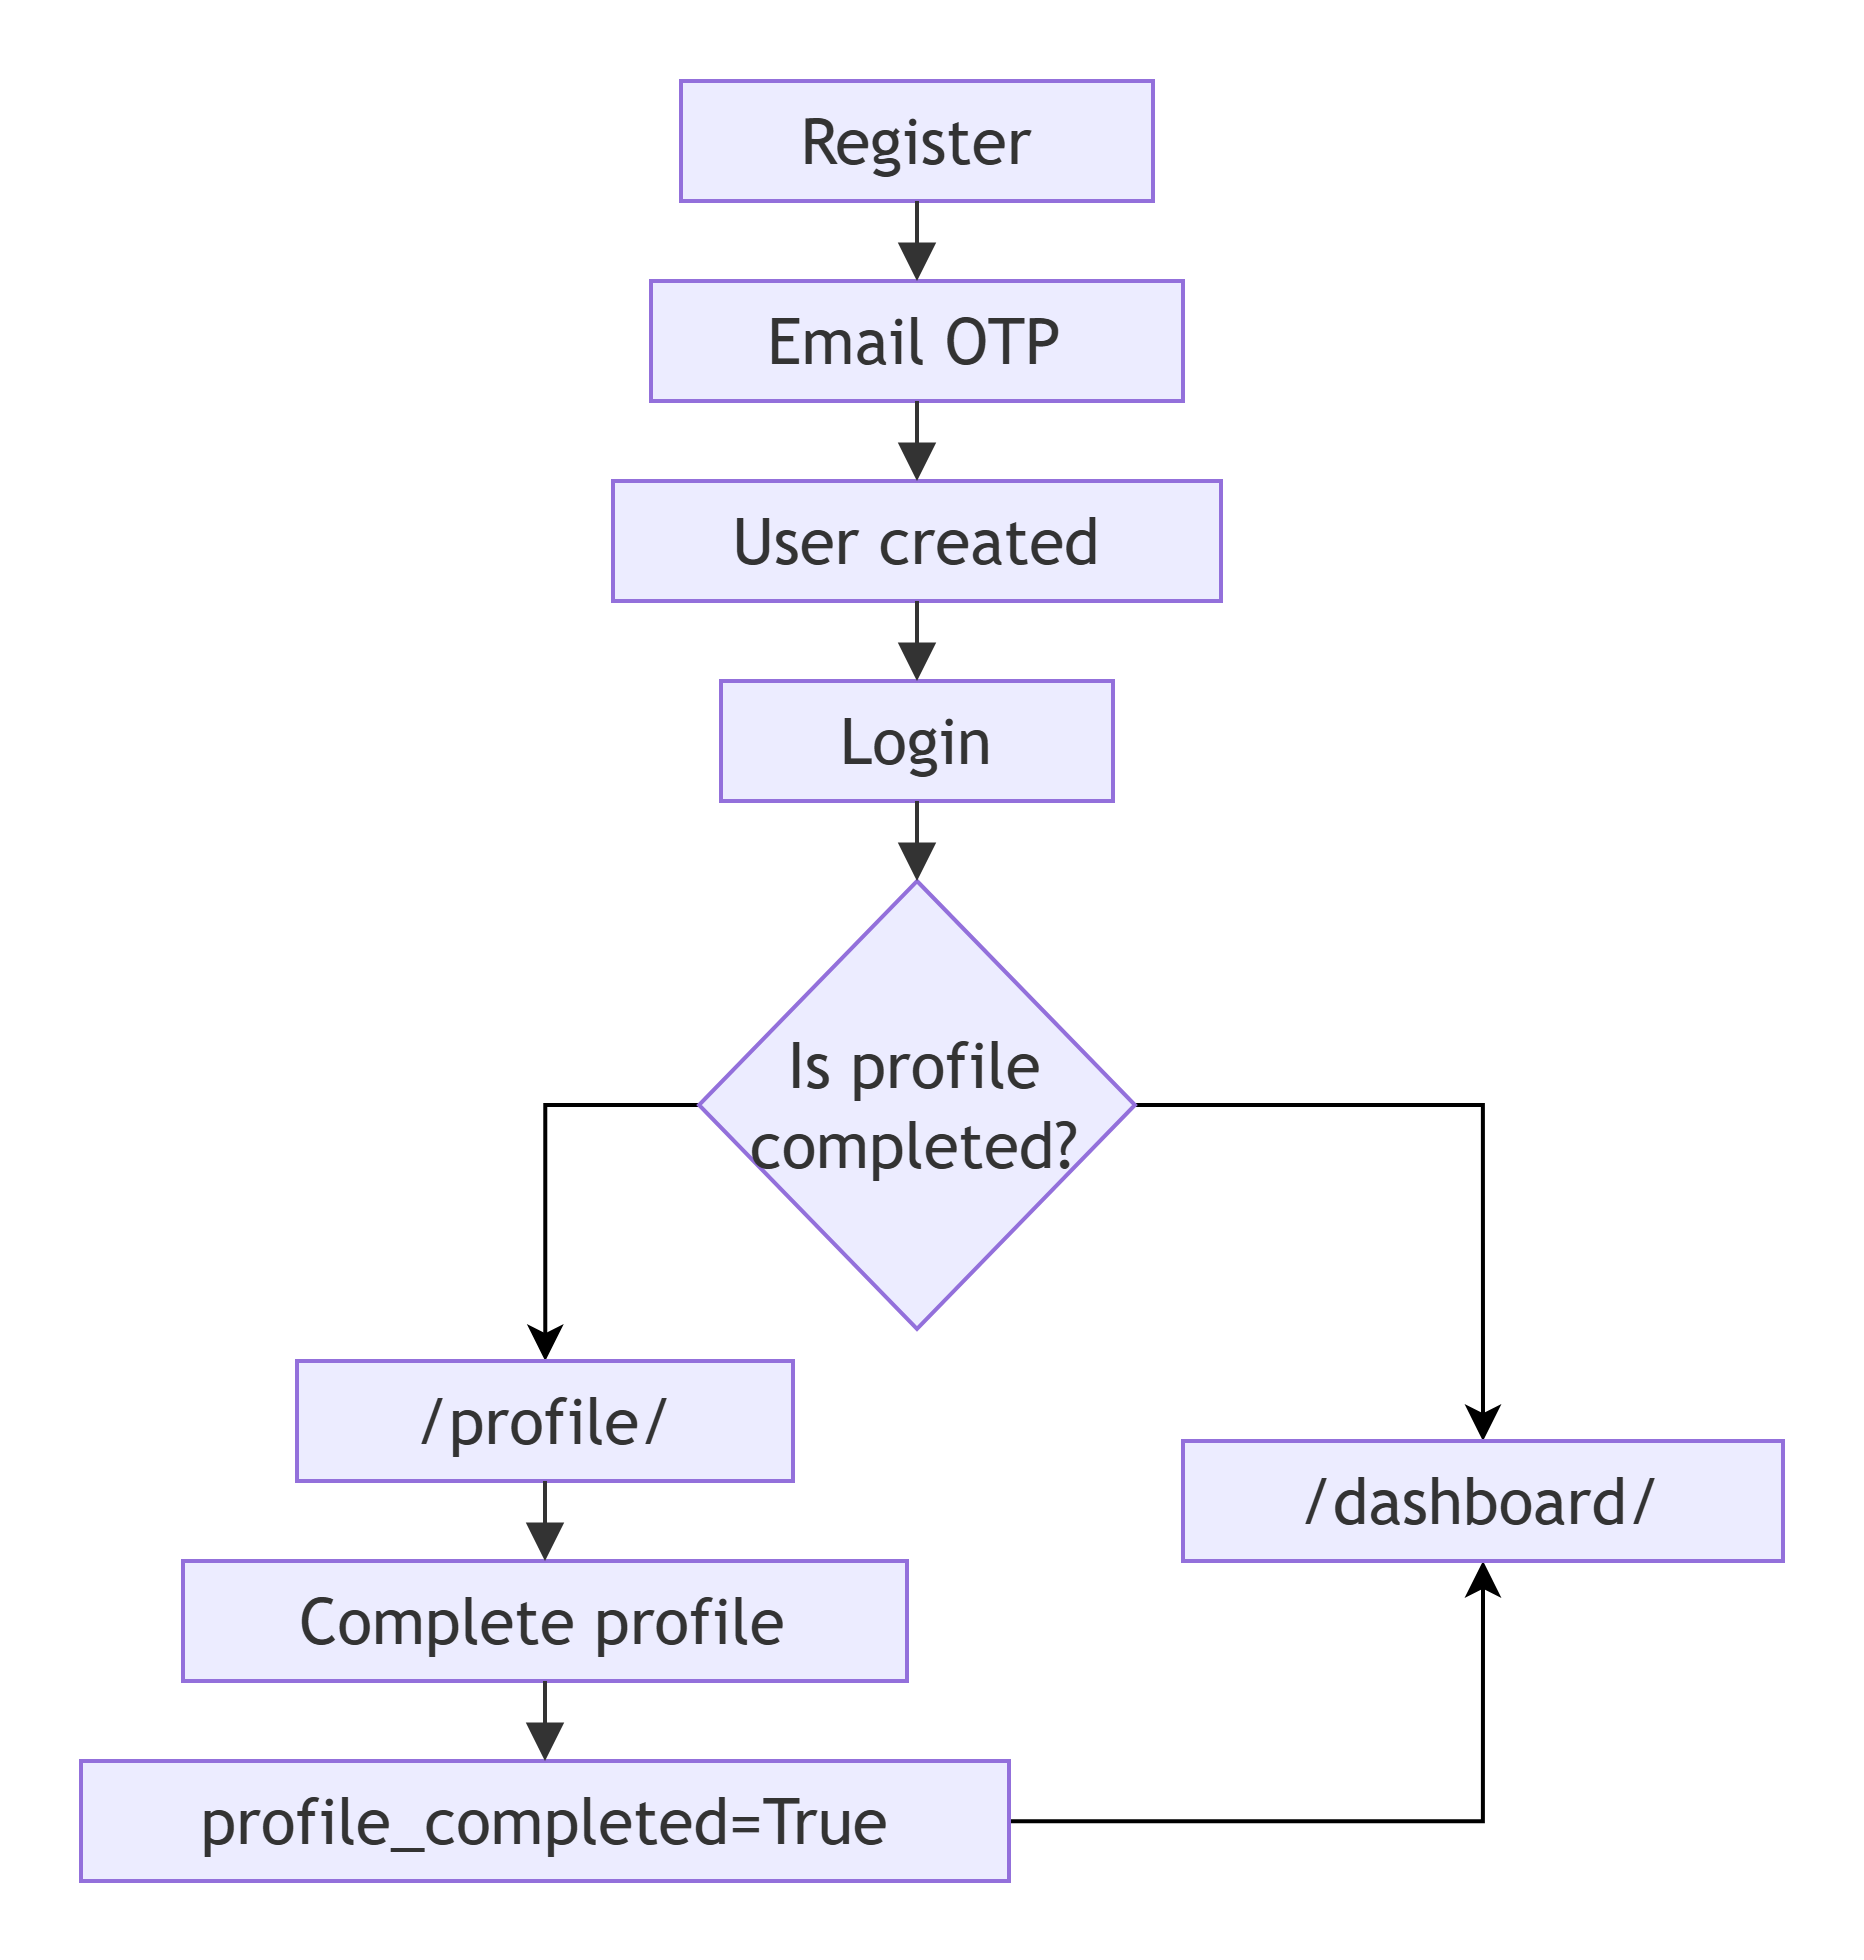 Register
Email OTP
User created
Login
Is profile
completed?
/profile/
/dashboard/
Complete profile
profile_completed=True